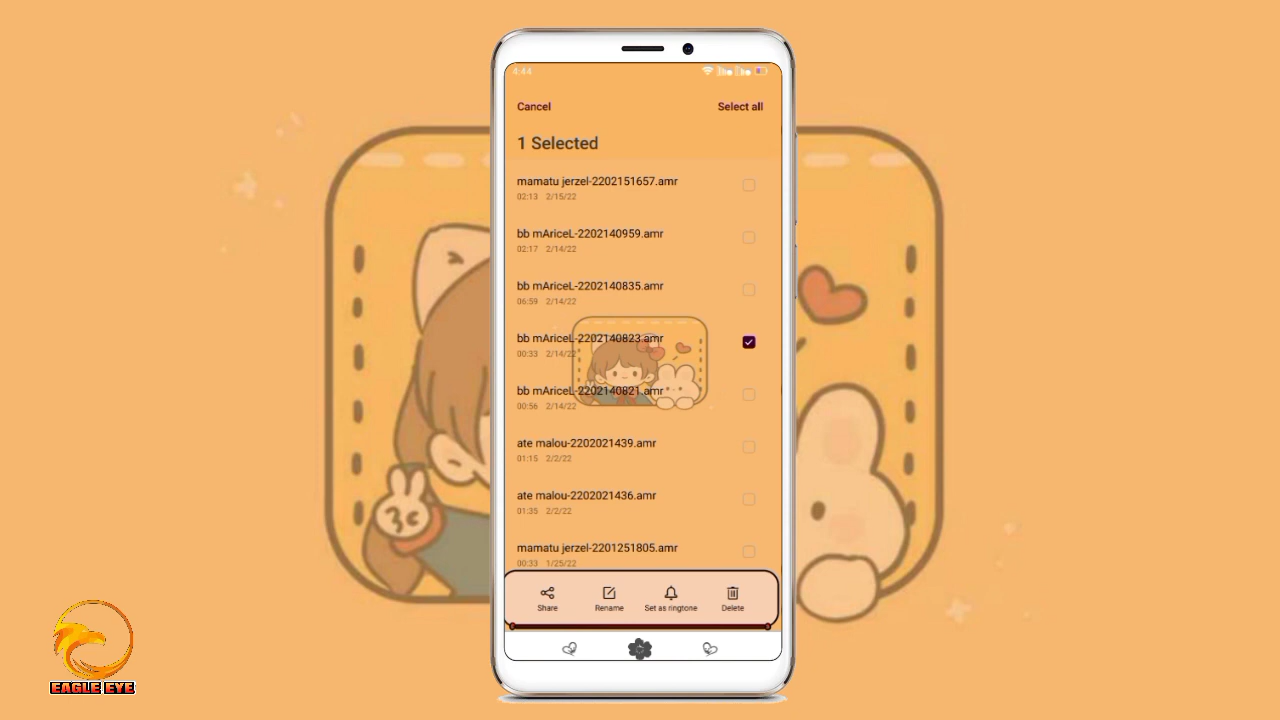 4:44
Cancel
Select all
1 Selected
mamatu jerzel-2202151657.amr
02:13 2/15/22
bb mAriceL-2202140959.amr
02:17 2/14/22
bb mAriceL-2202140835.amr
06:59 2/14/22
bb mAriceL-2202140823.amr
00:33 2/14/22
bb mAriceL-2202140821.amr
00:56 2/14/22
ate malou-2202021439.amr
01:15 2/2/22
ate malou-2202021436.amr
01:35 2/2/22
mamatu jerzel-2201251805.amr
00:33 1/25/22
Share
Rename
Set as ringtone
Delete
EAGLE EYE